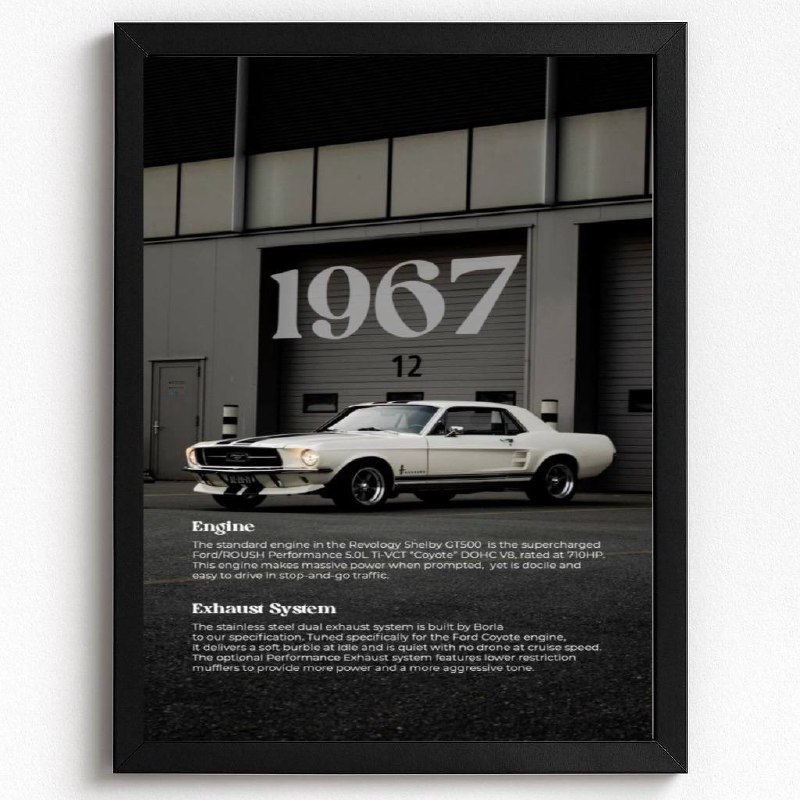 1967
12
Engine
The standard engine in the Revology Shelby GT500 is the supercharged
Ford/ROUSH Performance 5.0L Ti-VCT "Coyote" DOHC V8, rated at 710HP.
This engine makes massive power when prompted, yet is docile and
easy to drive in stop-and-go traffic.
Exhaust System
The stainless steel dual exhaust system is built by Borla
to our specification. Tuned specifically for the Ford Coyote engine,
it delivers a soft burble at idle and is quiet with no drone at cruise speed.
The optional Performance Exhaust system features lower restriction
mufflers to provide more power and a more aggressive tone.